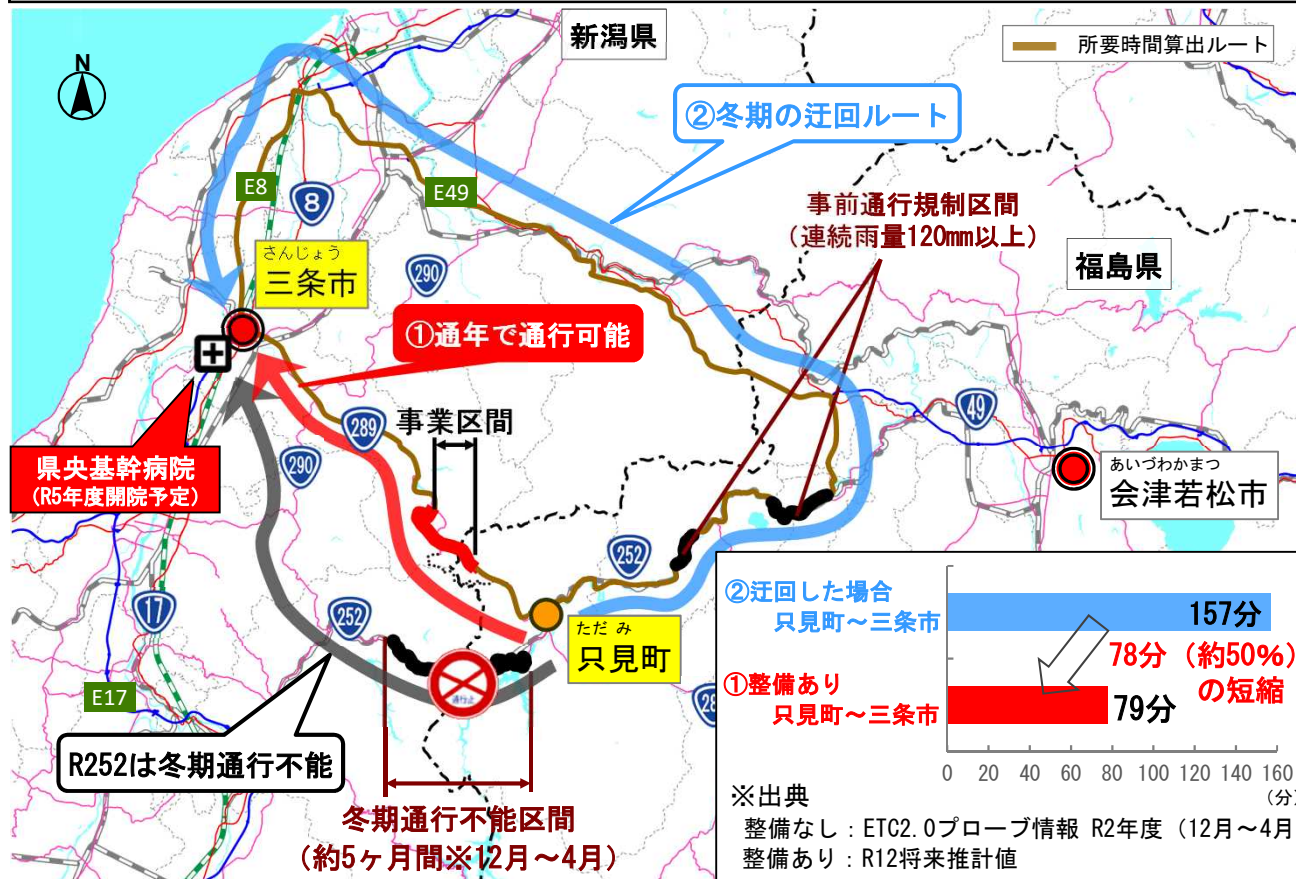 新潟県
所要時間算出ルート
N
②冬期の迂回ルート
E8
8
E49
事前通行規制区間
（連続雨量120mm以上）
さんじょう
三条市
290
福島県
①通年で通行可能
289
事業区間
49
県央基幹病院
(R5年度開院予定)
290
あいづわかまつ
会津若松市
252
17
252
ただ み
只見町
通行止
E17
R252は冬期通行不能
冬期通行不能区間
（約5ヶ月間※12月～4月）
②迂回した場合
只見町～三条市
157分
78分（約50%）
の短縮
①整備あり
只見町～三条市
79分
0 20 40 60 80 100 120 140 160
（分）
※出典
整備なし：ETC2.0プローブ情報 R2年度（12月～4月
整備あり：R12将来推計値